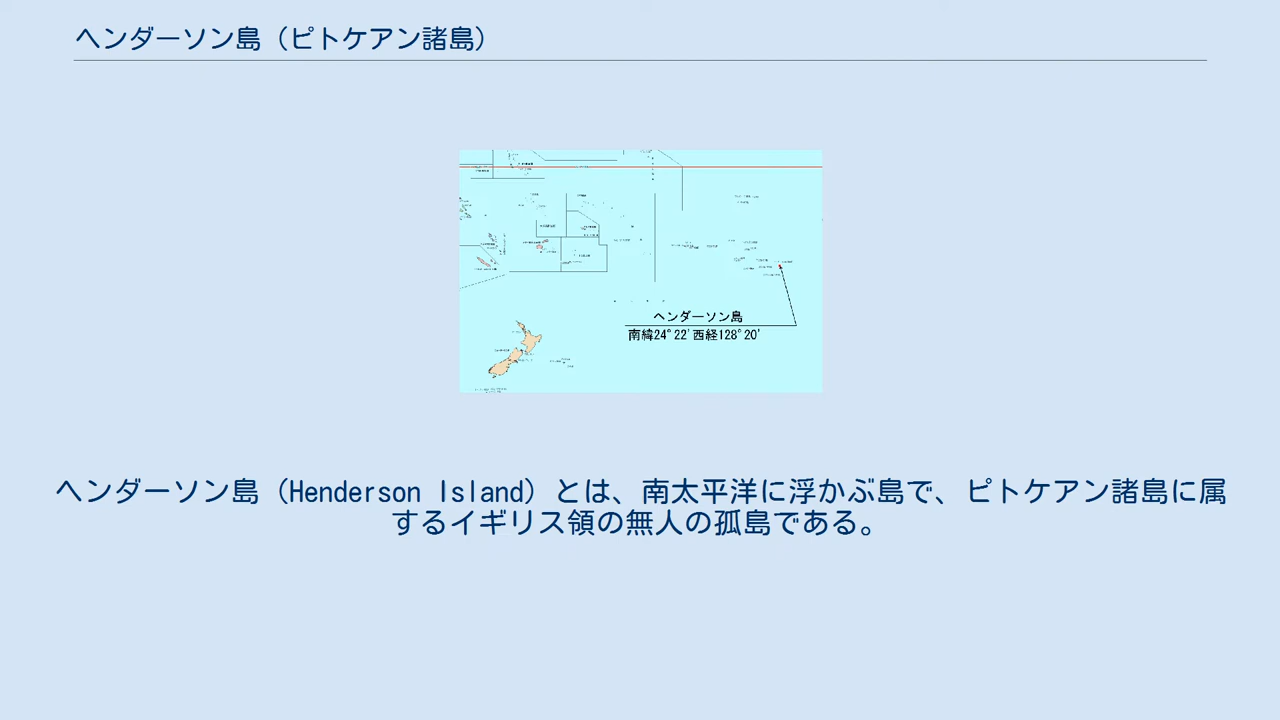 ヘンダーソン島（ピトケアン諸島）
ヘンダーソン島
南緯24°22′西経128°20′
ヘンダーソン島（Henderson Island）とは、南太平洋に浮かぶ島で、ピトケアン諸島に属
するイギリス領の無人の孤島である。